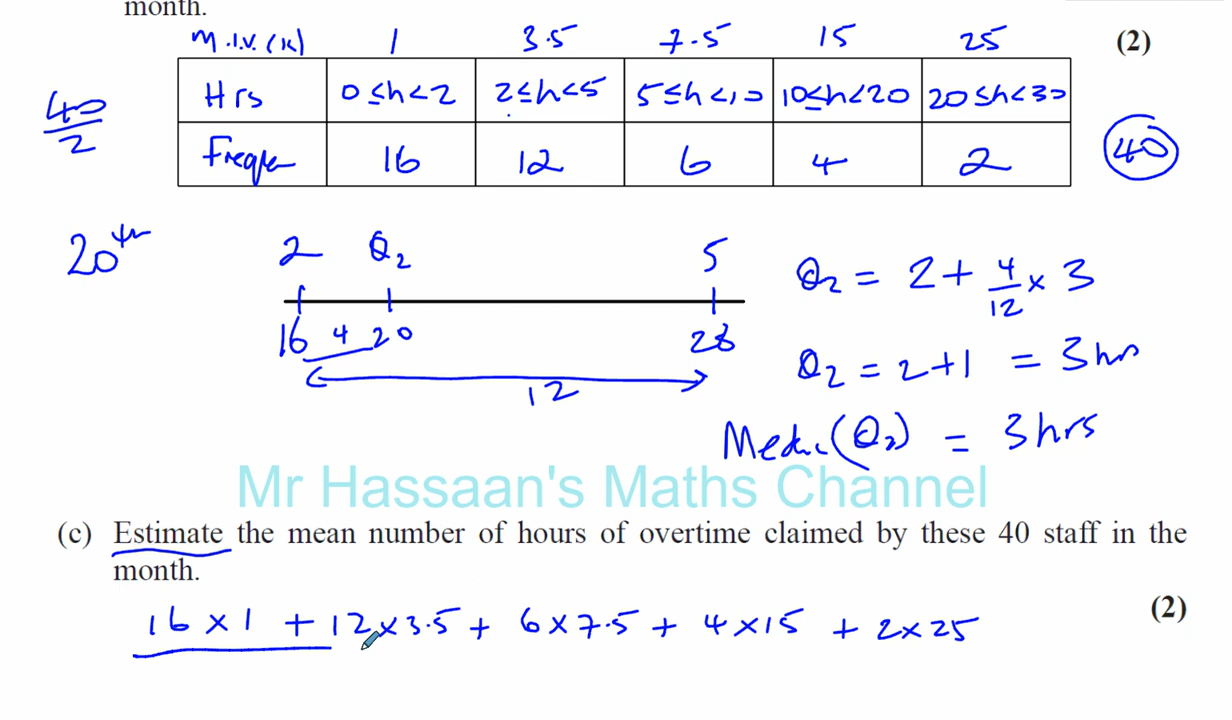 month.
M.I.V. (x) 1 3.5 7.5 15 25 (2)
Hrs 0≤h<2 2≤h<5 5≤h<10 10≤h<20 20≤h<30
40/2
16 12 6 4 2 40
20th
2 Q2 5
16 4 20 28
12
Q2 = 2 + 4/12 × 3
Q2 = 2+1 = 3 hrs
(Q2) = 3 hrs
Mr Hassaan's Maths Channel
(c) Estimate the mean number of hours of overtime claimed by these 40 staff in the
month.
(2)
16 × 1 + 12 × 3.5 + 6 × 7.5 + 4 × 15 + 2 × 25